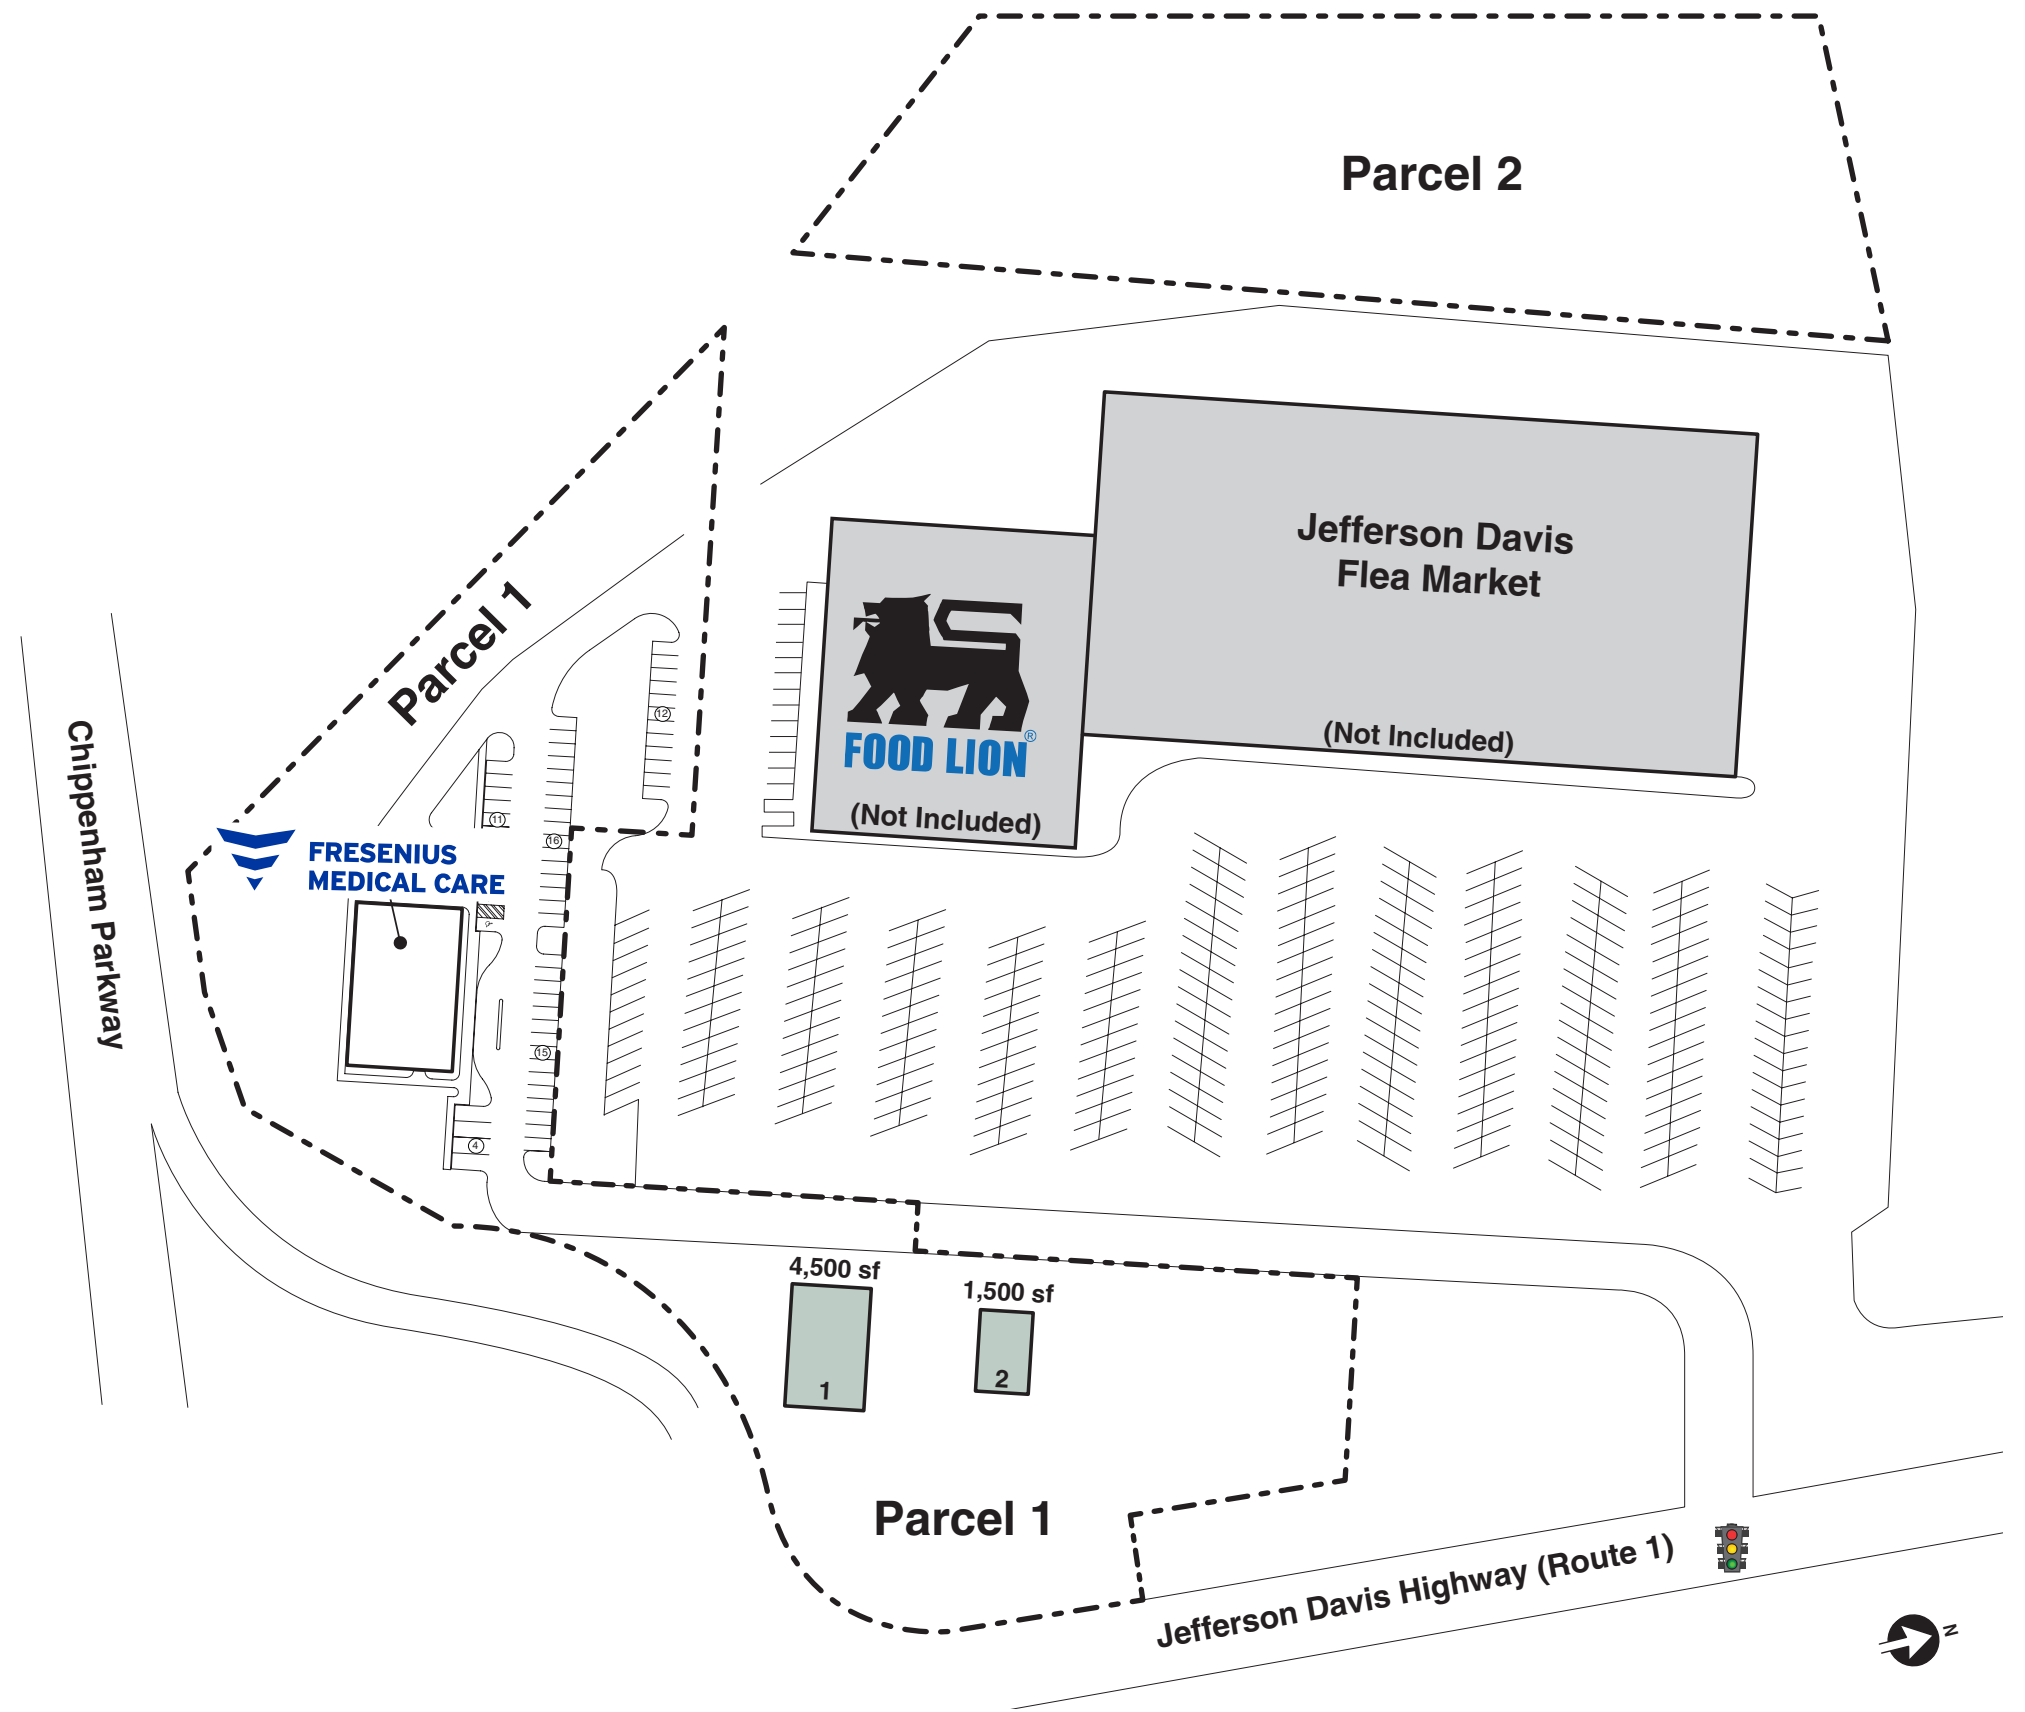 Parcel 2
Jefferson Davis
Flea Market
(Not Included)
FOOD LION®
(Not Included)
Parcel 1
12
11
16
FRESENIUS
MEDICAL CARE
15
4
Chippenham Parkway
4,500 sf
1
1,500 sf
2
Parcel 1
Jefferson Davis Highway (Route 1)
N